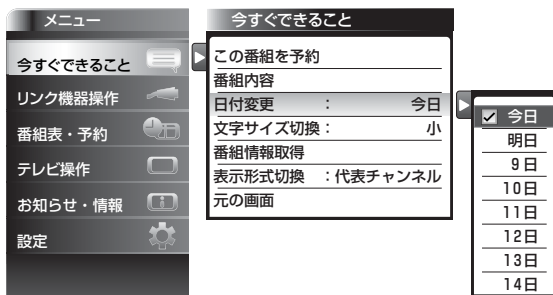 メニュー
今すぐできること
リンク機器操作
番組表・予約
テレビ操作
お知らせ・情報
設定
今すぐできること
この番組を予約
番組内容
日付変更 : 今日
文字サイズ切換 : 小
番組情報取得
表示形式切換 : 代表チャンネル
元の画面
今日
明日
9日
10日
11日
12日
13日
14日